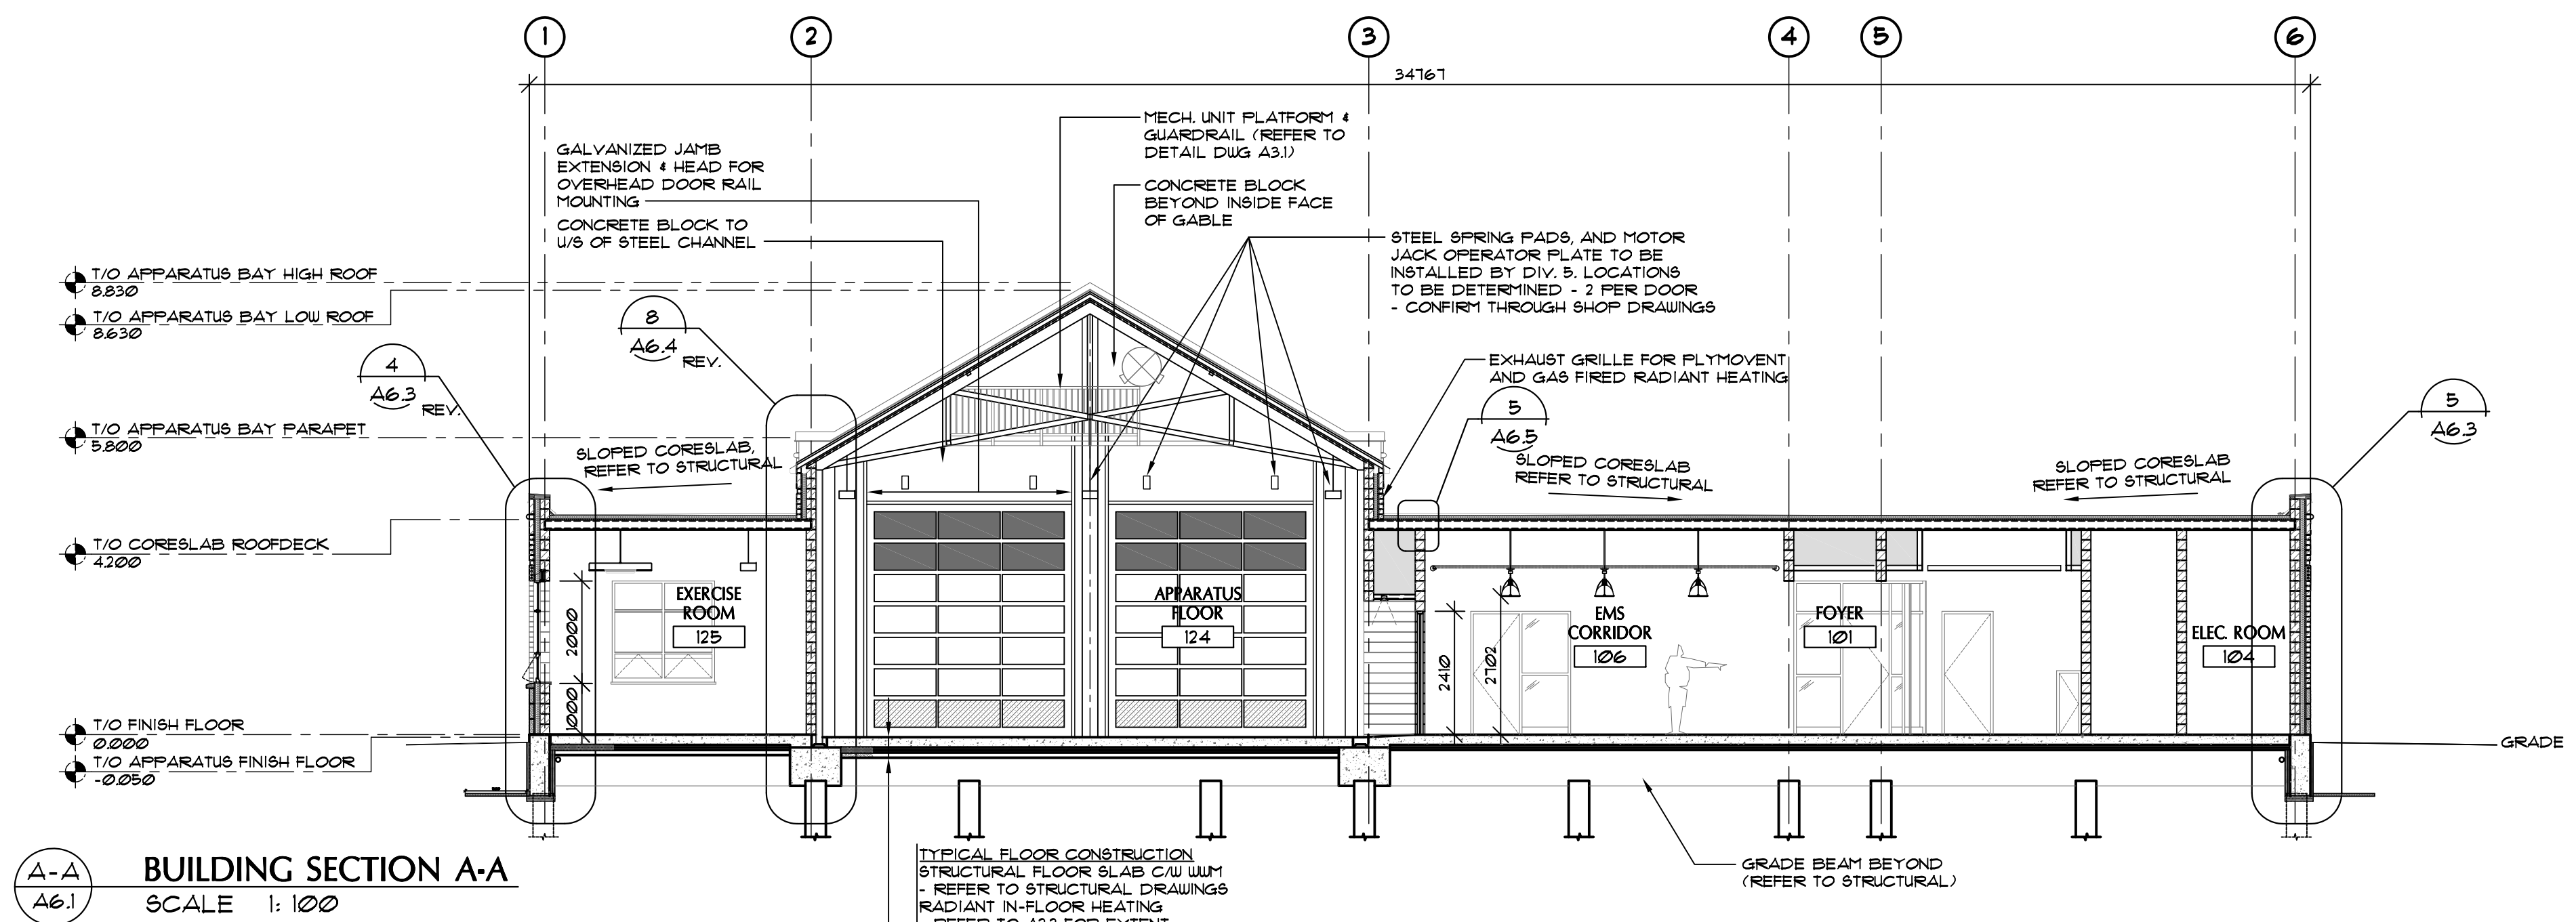 1
2
3
4
5
6
34767
MECH. UNIT PLATFORM &
GUARDRAIL (REFER TO
DETAIL DWG A3.1)
GALVANIZED JAMB
EXTENSION & HEAD FOR
OVERHEAD DOOR RAIL
MOUNTING
CONCRETE BLOCK TO
U/S OF STEEL CHANNEL
CONCRETE BLOCK
BEYOND INSIDE FACE
OF GABLE
STEEL SPRING PADS, AND MOTOR
JACK OPERATOR PLATE TO BE
INSTALLED BY DIV. 5. LOCATIONS
TO BE DETERMINED - 2 PER DOOR
- CONFIRM THROUGH SHOP DRAWINGS
T/O APPARATUS BAY HIGH ROOF
8.830
T/O APPARATUS BAY LOW ROOF
8.630
8
A6.4
REV.
4
A6.3
REV.
EXHAUST GRILLE FOR PLYMOVENT
AND GAS FIRED RADIANT HEATING
5
A6.5
5
A6.3
T/O APPARATUS BAY PARAPET
5.800
SLOPED CORESLAB,
REFER TO STRUCTURAL
SLOPED CORESLAB
REFER TO STRUCTURAL
SLOPED CORESLAB
REFER TO STRUCTURAL
T/O CORESLAB ROOFDECK
4.200
EXERCISE
ROOM
125
APPARATUS
FLOOR
124
EMS
CORRIDOR
106
FOYER
101
ELEC. ROOM
104
2000
1000
2410
2702
T/O FINISH FLOOR
0.000
T/O APPARATUS FINISH FLOOR
-0.050
GRADE
TYPICAL FLOOR CONSTRUCTION
STRUCTURAL FLOOR SLAB C/W WWM
- REFER TO STRUCTURAL DRAWINGS
RADIANT IN-FLOOR HEATING
GRADE BEAM BEYOND
(REFER TO STRUCTURAL)
A-A
A6.1
BUILDING SECTION A-A
SCALE 1: 100